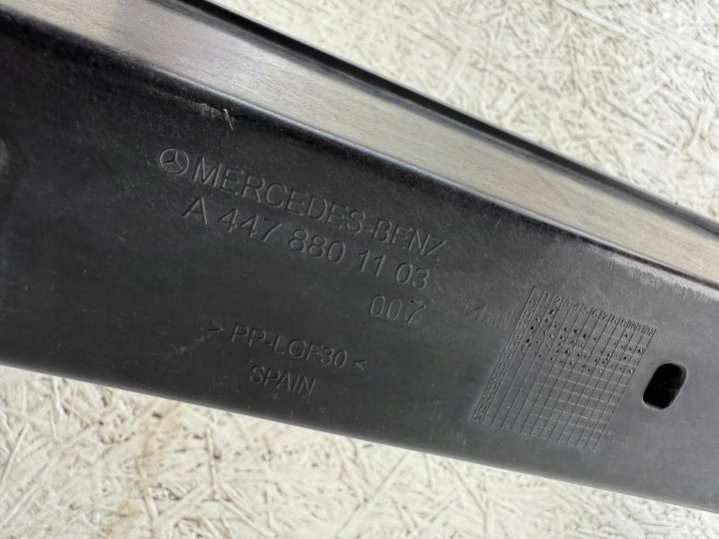 MERCEDES-BENZ
A 447 880 11 03
007
> PP-LGF30 <
SPAIN